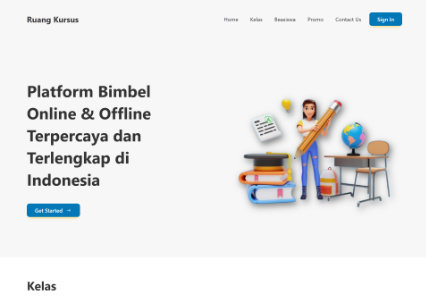 Ruang Kursus
Home Kelas Beasiswa Promo Contact Us Sign In
Platform Bimbel
Online & Offline
Terpercaya dan
Terlengkap di
Indonesia
Get Started →
Kelas